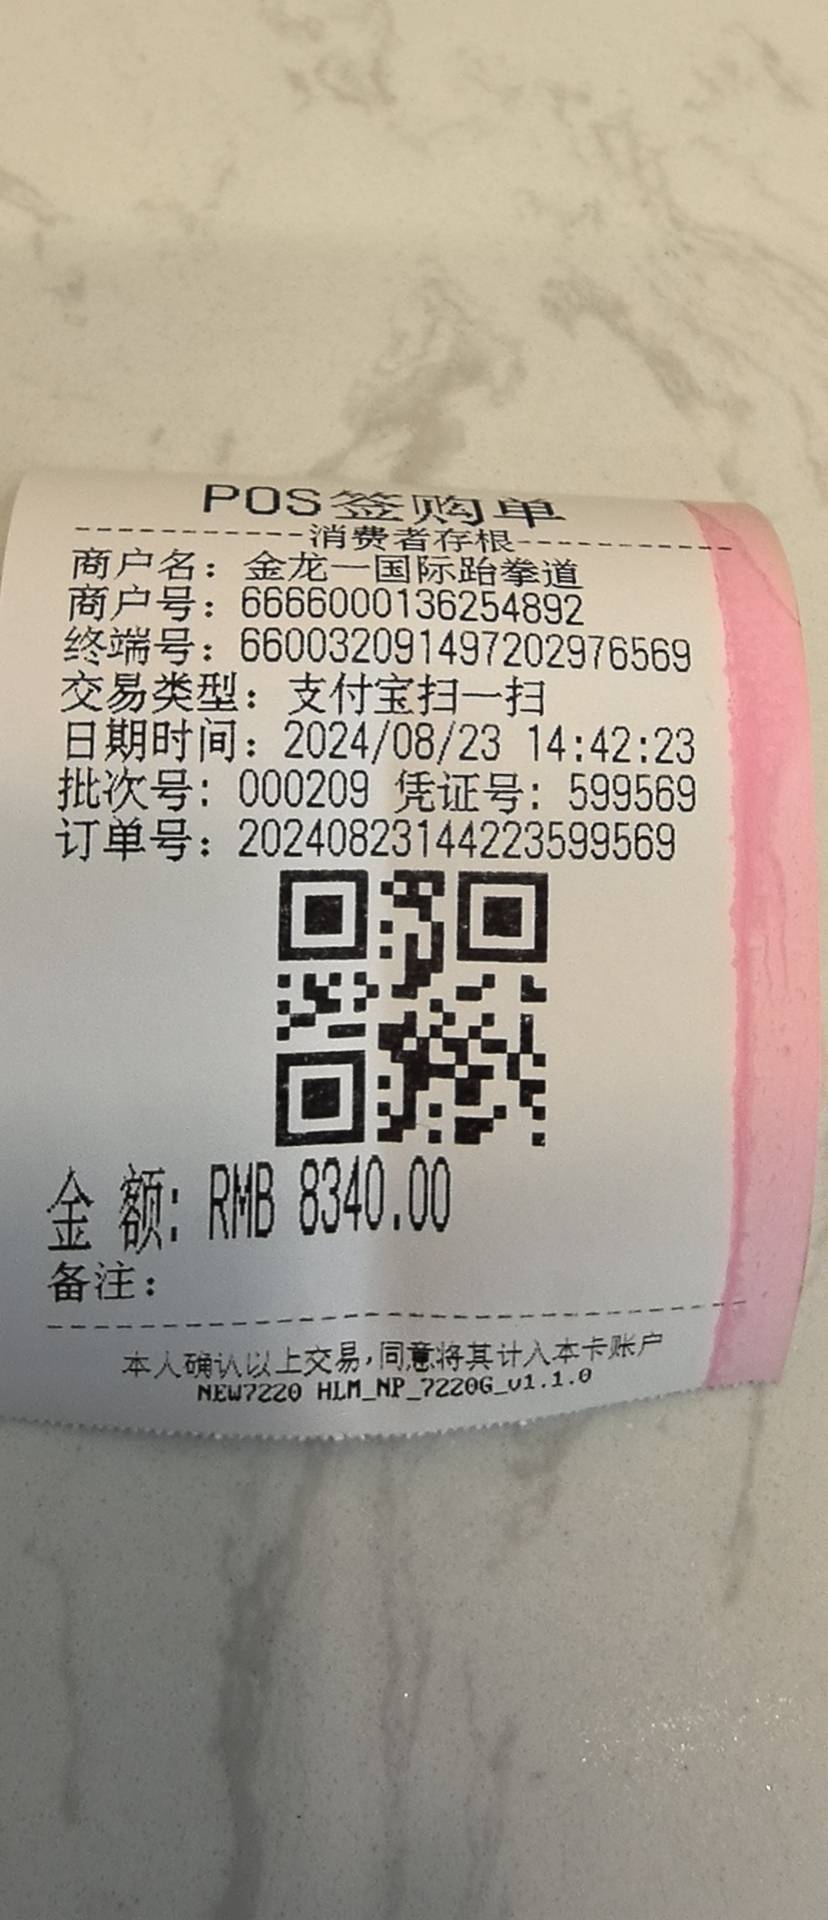 POS签购单
消费者存根
商户名：金龙一国际跆拳道
商户号：6666000136254892
终端号：660032091497202976569
交易类型：支付宝扫一扫
日期时间：2024/08/23 14:42:23
批次号：000209 凭证号：599569
订单号：20240823144223599569
金 额：RMB 8340.00
备注：
本人确认以上交易，同意将其计入本卡账户
NEW7220 HLM_NP_7220G_v1.1.0